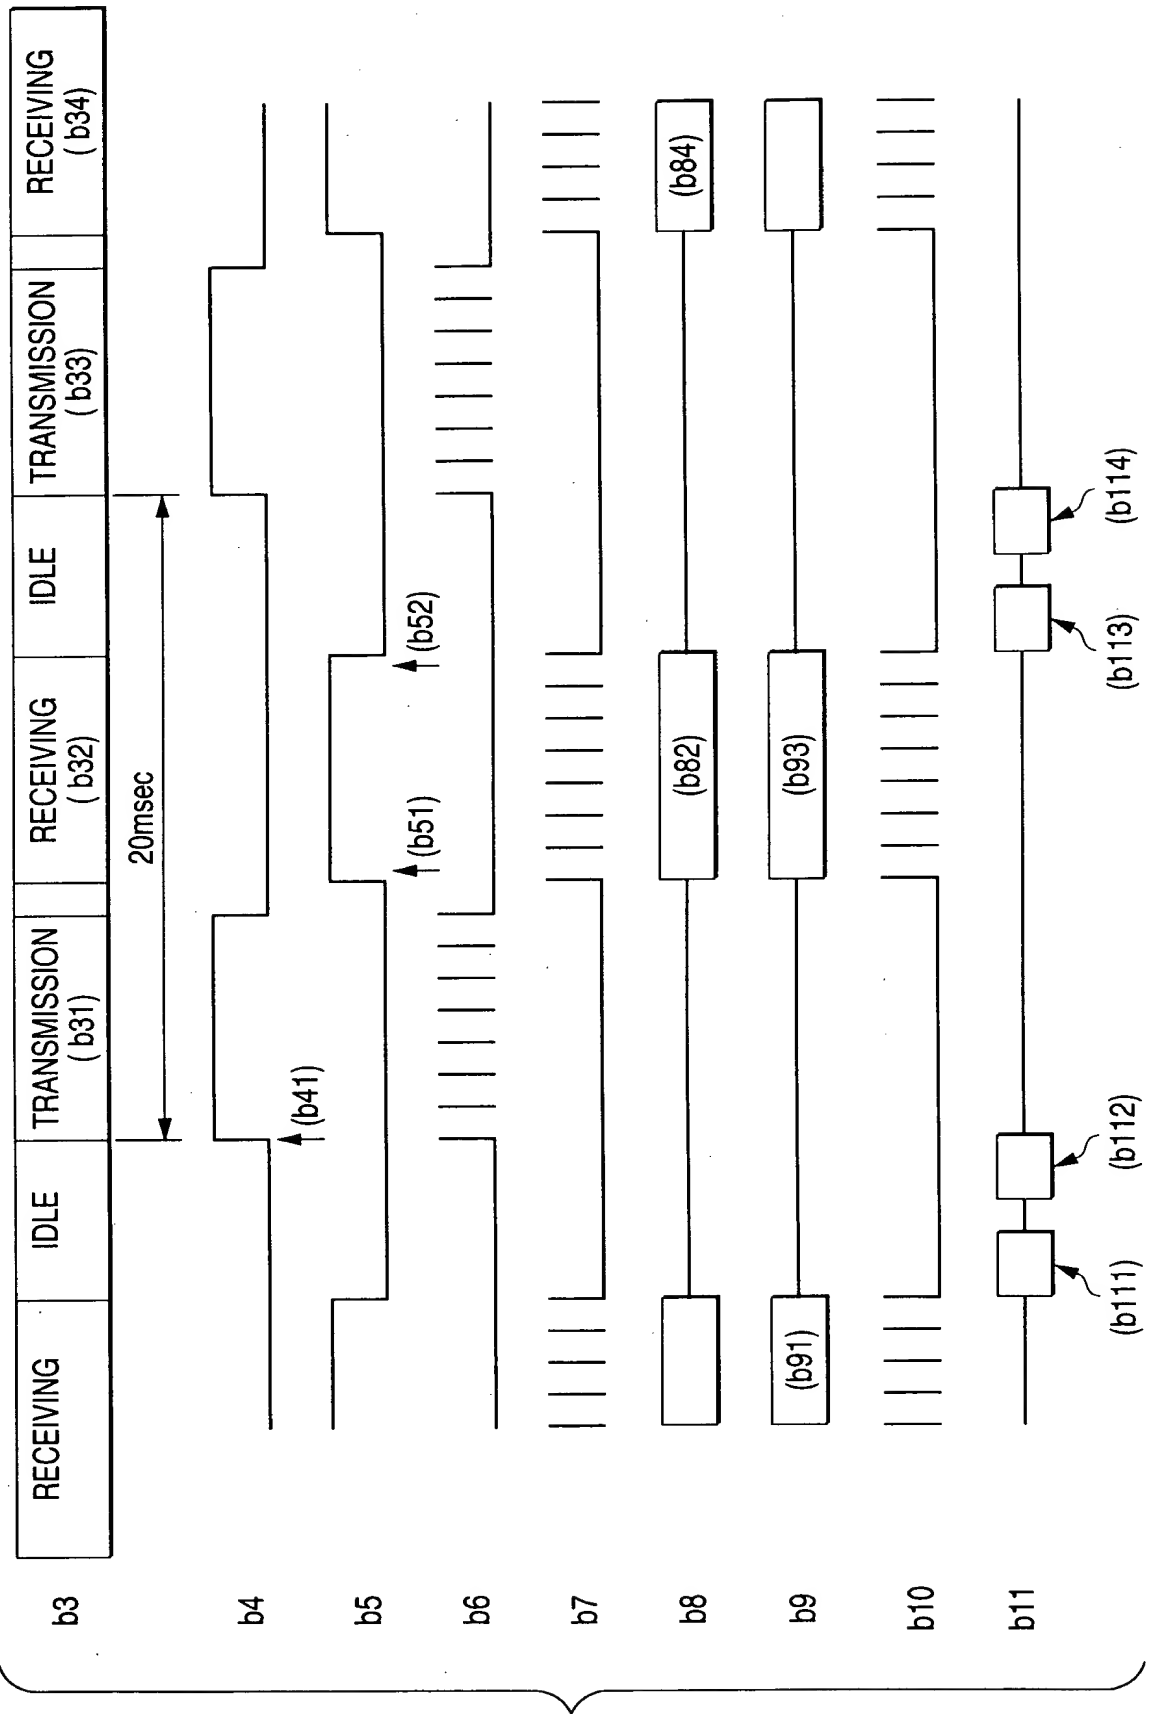 b3
RECEIVING
IDLE
TRANSMISSION
( b31)
RECEIVING
( b32)
IDLE
TRANSMISSION
( b33)
RECEIVING
( b34)
20msec
b4
(b41)
b5
(b51)
(b52)
b6
b7
b8
(b82)
(b84)
b9
(b91)
(b93)
b10
b11
(b111)
(b112)
(b113)
(b114)